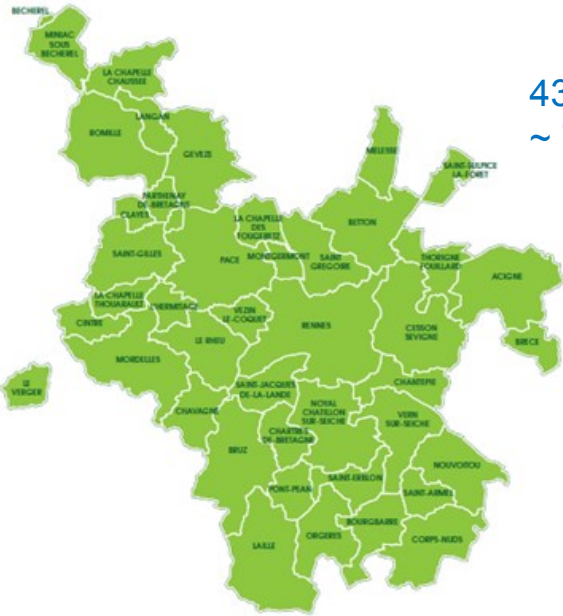 BECHEREL
MINIAC
SOUS
BECHEREL
LA CHAPELLE
CHAUSSEE
43
~
LANGAN
ROMILLE
GEVEZE
MELESSE
SAINT-SULPICE
LA-FORET
PARTHENAY
DE-BRETAGNE
CLAYES
LA CHAPELLE
DES
FOUGERETZ
BETTON
SAINT-GILLES
PACE
MONTGERMONT
SAINT
GREGOIRE
THORIGNE
FOUILLARD
ACIGNE
LA CHAPELLE
THOUARAULT
L'HERMITAGE
VEZIN
LE-COQUET
CINTRE
RENNES
CESSON
SEVIGNE
LE RHEU
BRECE
MORDELLES
LE
VERGER
SAINT-JACQUES
DE-LA-LANDE
CHANTEPIE
CHAVAGNE
NOYAL
CHATILLON
SUR-SEICHE
VERN
SUR-SEICHE
CHARTRES
DE-BRETAGNE
BRUZ
NOUVOITOU
SAINT-ERBLON
PONT-PEAN
SAINT-ARMEL
BOURGBARRE
ORGERES
LAILLE
CORPS-NUDS